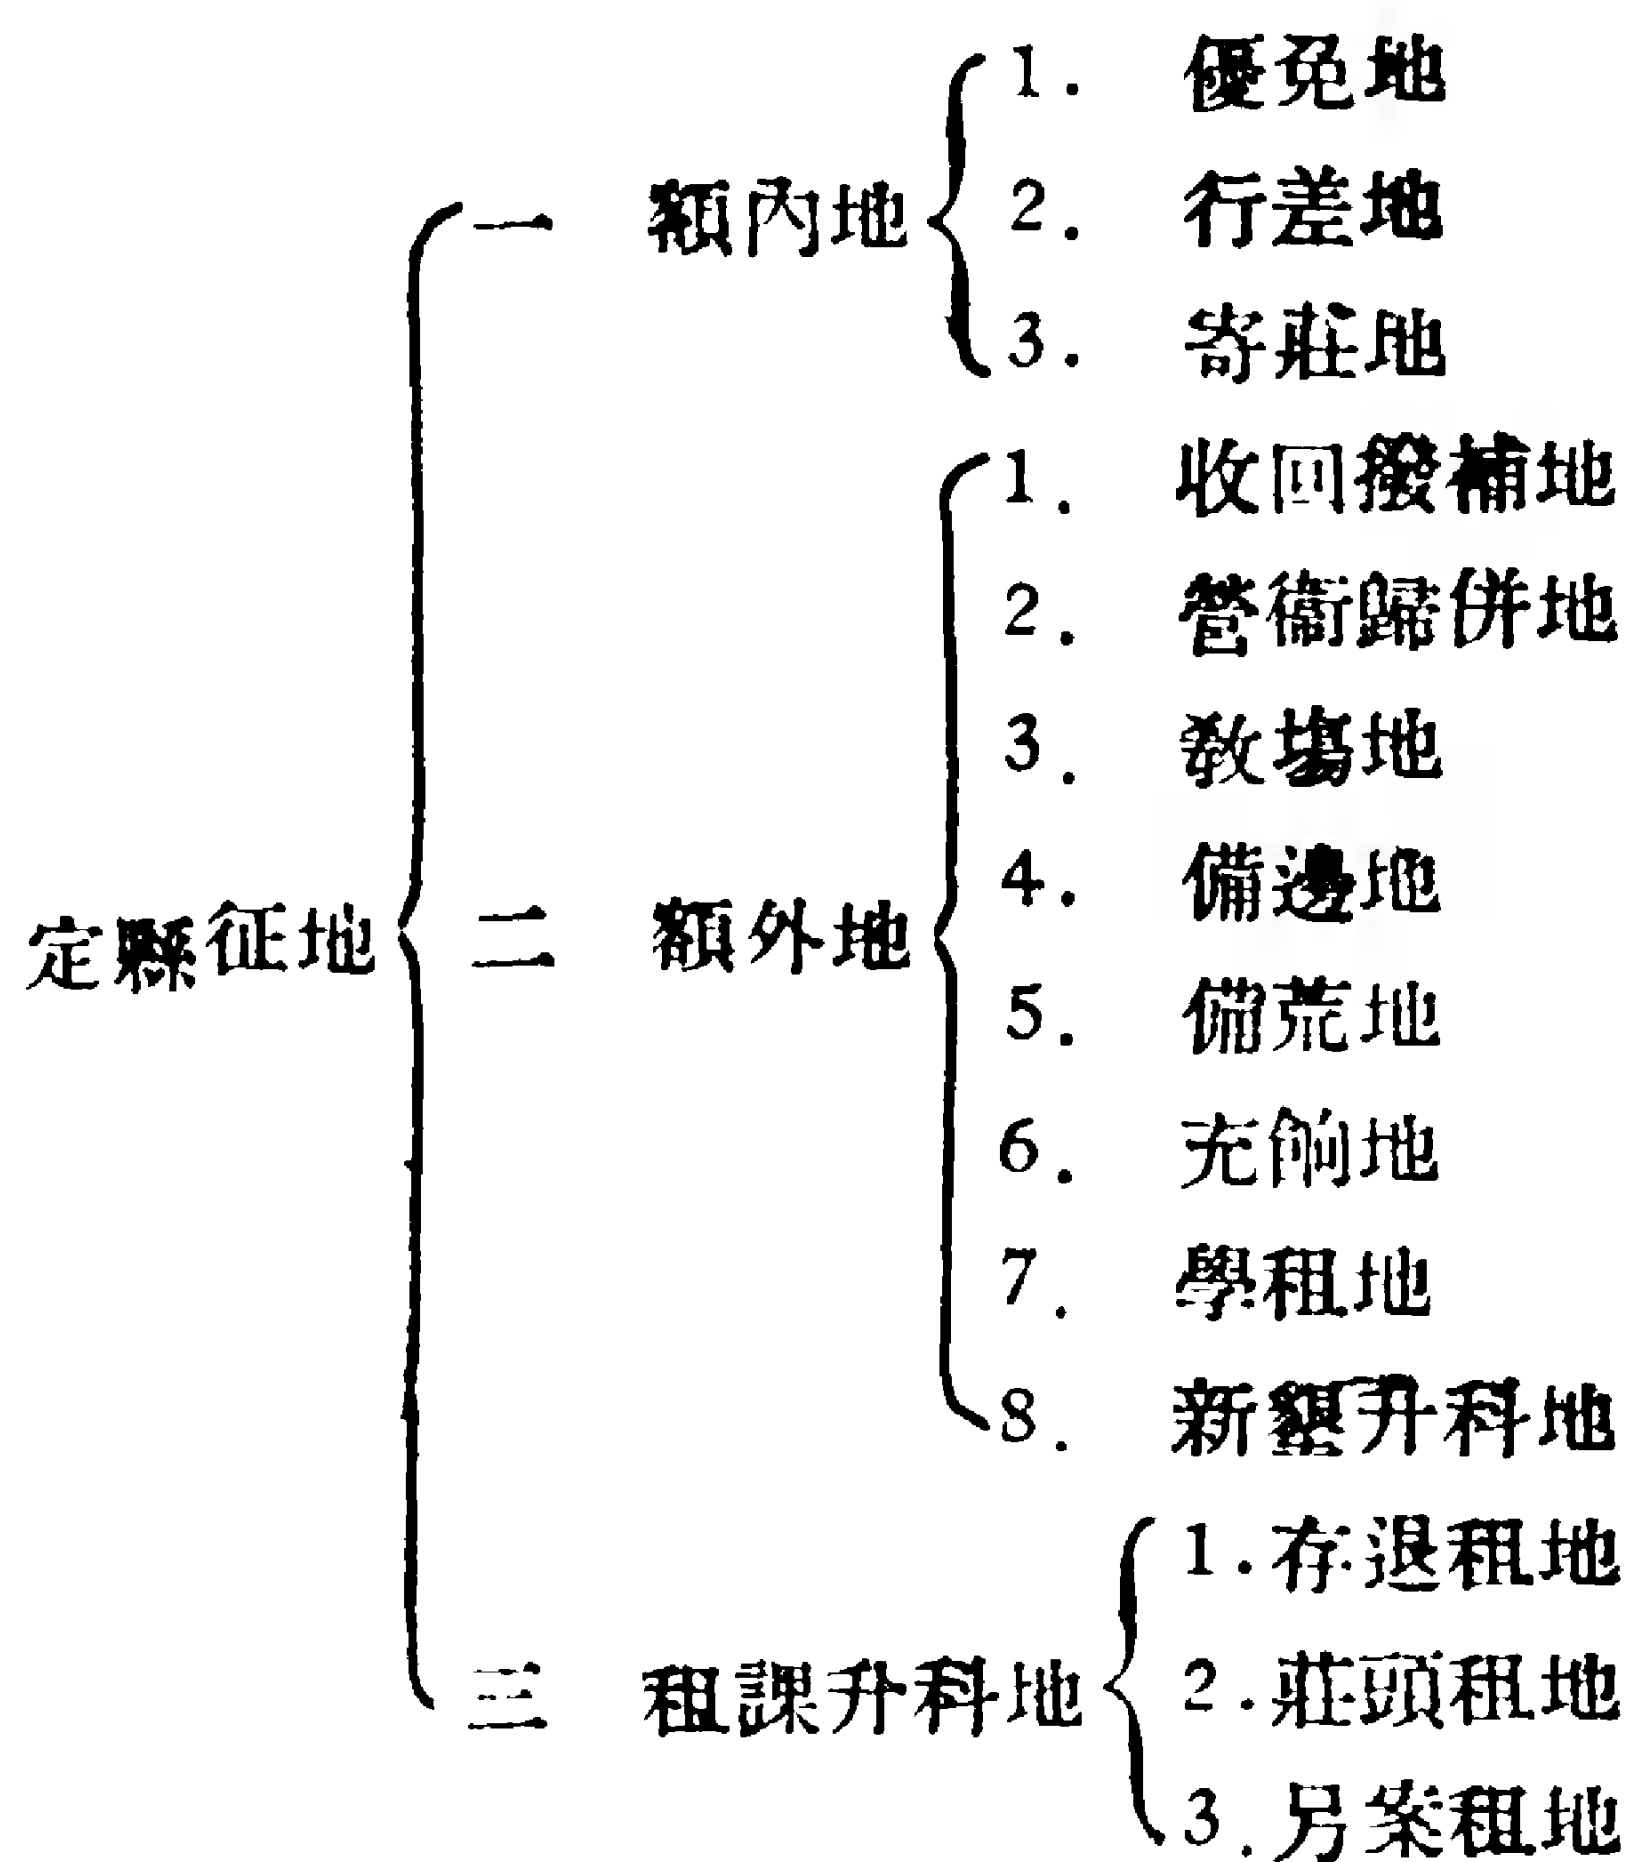 定縣征地
一 額內地
1. 優免地
2. 行差地
3. 寄莊地
二 額外地
1. 收回撥補地
2. 營衞歸併地
3. 敎塲地
4. 備邊地
5. 備荒地
6. 充餉地
7. 學租地
8. 新墾升科地
三 租課升科地
1.存退租地
2.莊頭租地
3.另案租地